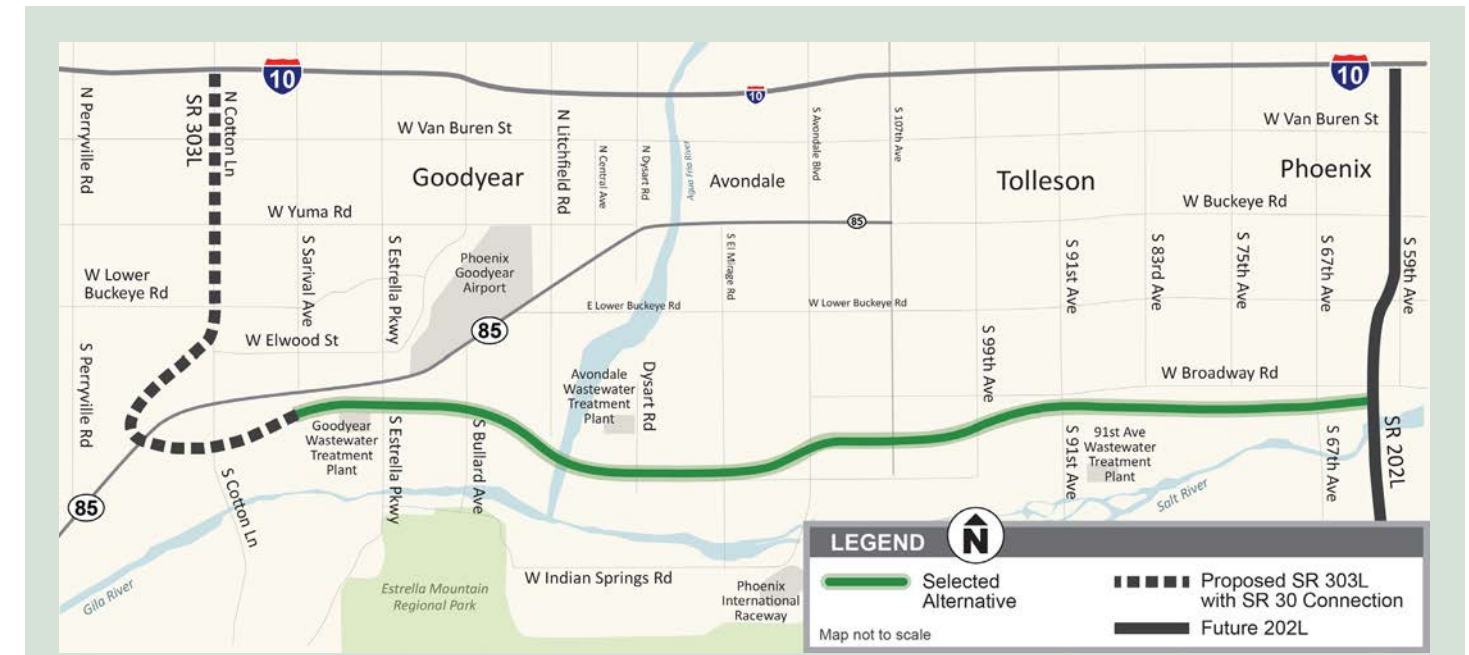 10
10
10
N Perryville Rd
SR 303L
N Cotton Ln
W Van Buren St
N Litchfield Rd
N Central Ave
N Dysart Rd
Agua Fria River
S Avondale Blvd
S 107th Ave
W Van Buren St
Goodyear
Avondale
Tolleson
Phoenix
W Yuma Rd
85
W Buckeye Rd
S Sarival Ave
S Estrella Pkwy
Phoenix
Goodyear
Airport
S El Mirage Rd
S 91st Ave
S 83rd Ave
S 75th Ave
S 67th Ave
S 59th Ave
W Lower
Buckeye Rd
E Lower Buckeye Rd
W Lower Buckeye Rd
85
W Elwood St
S Perryville Rd
S 99th Ave
Avondale
Wastewater
Treatment
Plant
Dysart Rd
W Broadway Rd
Goodyear
Wastewater
Treatment
Plant
S Estrella Pkwy
S Bullard Ave
S 91st Ave
91st Ave
Wastewater
Treatment
Plant
S 67th Ave
SR 202L
S Cotton Ln
85
Salt River
Gila River
Estrella Mountain
Regional Park
W Indian Springs Rd
Phoenix
International
Raceway
LEGEND
N
Selected
Alternative
Proposed SR 303L
with SR 30 Connection
Future 202L
Map not to scale